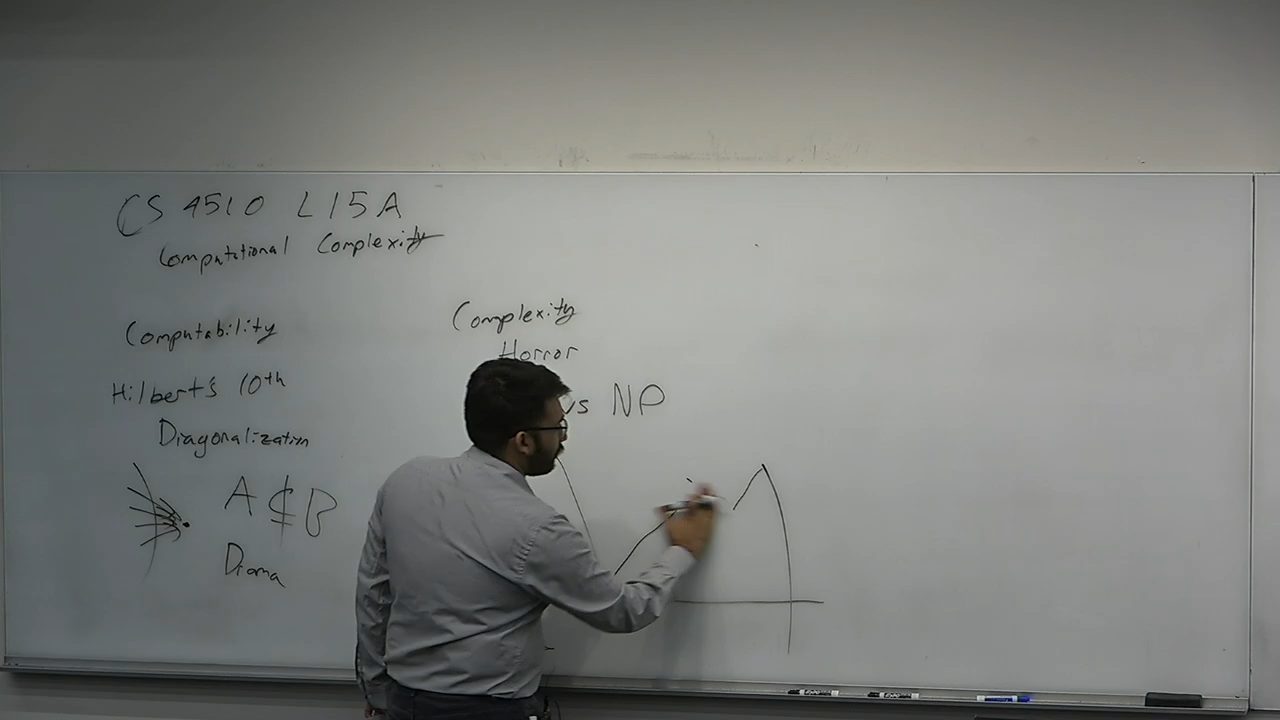 CS 4510 L15A
Computational Complexity
Computability
Hilbert's 10th
Diagonalization
A ⊄ B
Drama
Complexity
Horror
vs NP